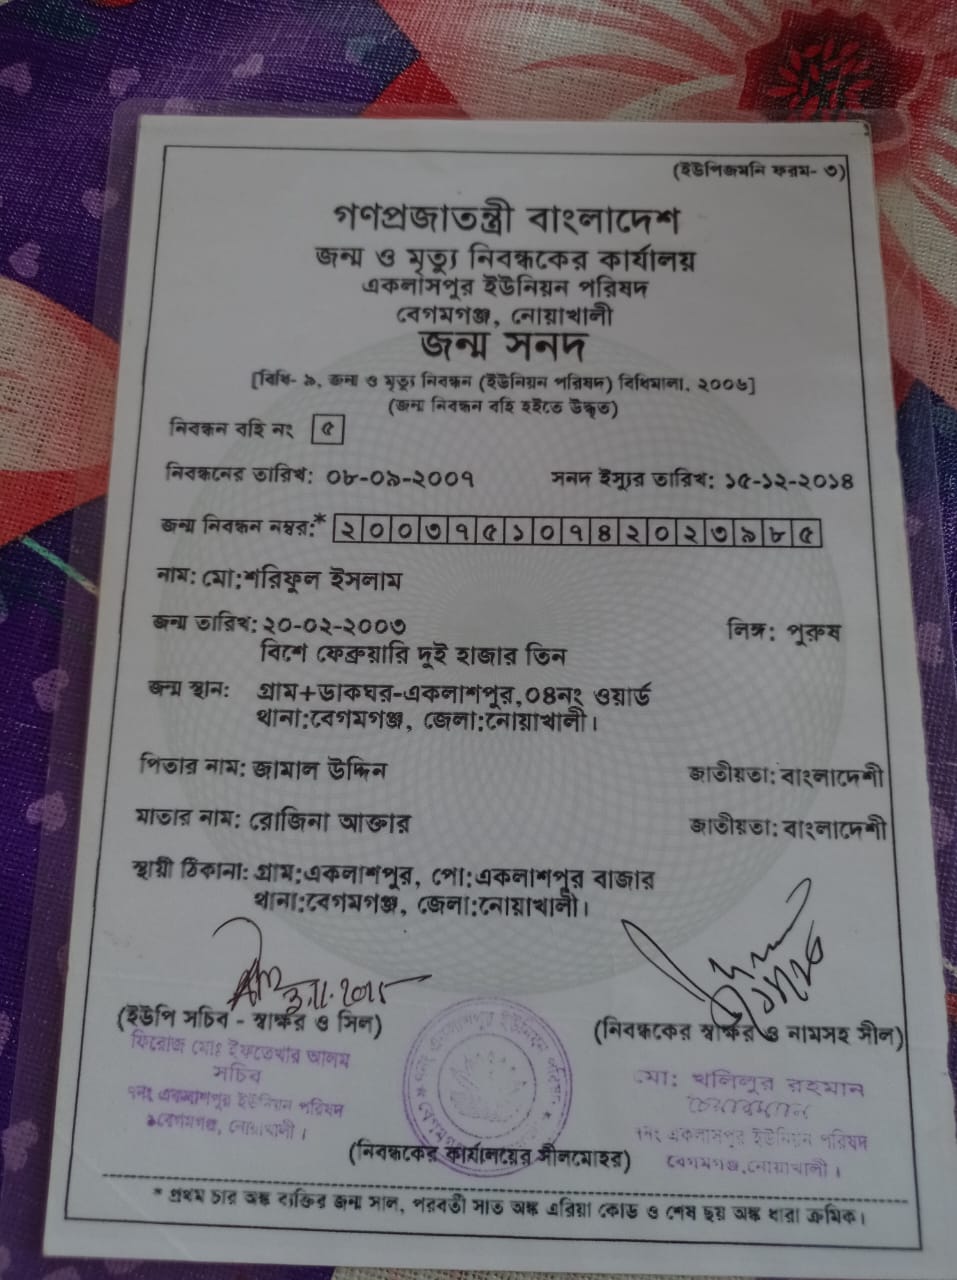 (ইউপিজমনি ফরম- ৩)
গণপ্রজাতন্ত্রী বাংলাদেশ
জন্ম ও মৃত্যু নিবন্ধকের কার্যালয়
একলাসপুর ইউনিয়ন পরিষদ
বেগমগঞ্জ, নোয়াখালী
জন্ম সনদ
[বিধি- ৯, জন্ম ও মৃত্যু নিবন্ধন (ইউনিয়ন পরিষদ) বিধিমালা, ২০০৬]
(জন্ম নিবন্ধন বহি হইতে উদ্ধৃত)
নিবন্ধন বহি নং ৫
নিবন্ধনের তারিখ: ০৮-০৯-২০০৭ সনদ ইস্যুর তারিখ: ১৫-১২-২০১৪
জন্ম নিবন্ধন নম্বর:* ২০০৩৭৫১০৭৪২০২৩৯৮৫
নাম: মো:শরিফুল ইসলাম
জন্ম তারিখ: ২০-০২-২০০৩ লিঙ্গ: পুরুষ
বিশে ফেব্রুয়ারি দুই হাজার তিন
জন্ম স্থান: গ্রাম+ডাকঘর-একলাশপুর,০৪নং ওয়ার্ড
থানা:বেগমগঞ্জ, জেলা:নোয়াখালী।
পিতার নাম: জামাল উদ্দিন জাতীয়তা: বাংলাদেশী
মাতার নাম: রোজিনা আক্তার জাতীয়তা: বাংলাদেশী
স্থায়ী ঠিকানা: গ্রাম:একলাশপুর, পো:একলাশপুর বাজার
থানা:বেগমগঞ্জ, জেলা:নোয়াখালী।
(ইউপি সচিব - স্বাক্ষর ও সিল) (নিবন্ধকের স্বাক্ষর ও নামসহ সীল)
ফিরোজ মোঃ ইফতেখার আলম
সচিব
৭নং একলাসপুর ইউনিয়ন পরিষদ
বেগমগঞ্জ, নোয়াখালী।
মো: খলিলুর রহমান
চেয়ারম্যান
৭নং একলাসপুর ইউনিয়ন পরিষদ
বেগমগঞ্জ,নোয়াখালী।
(নিবন্ধকের কার্যালয়ের সীলমোহর)
* প্রথম চার অঙ্ক ব্যক্তির জন্ম সাল, পরবর্তী সাত অঙ্ক এরিয়া কোড ও শেষ ছয় অঙ্ক ধারা ক্রমিক।